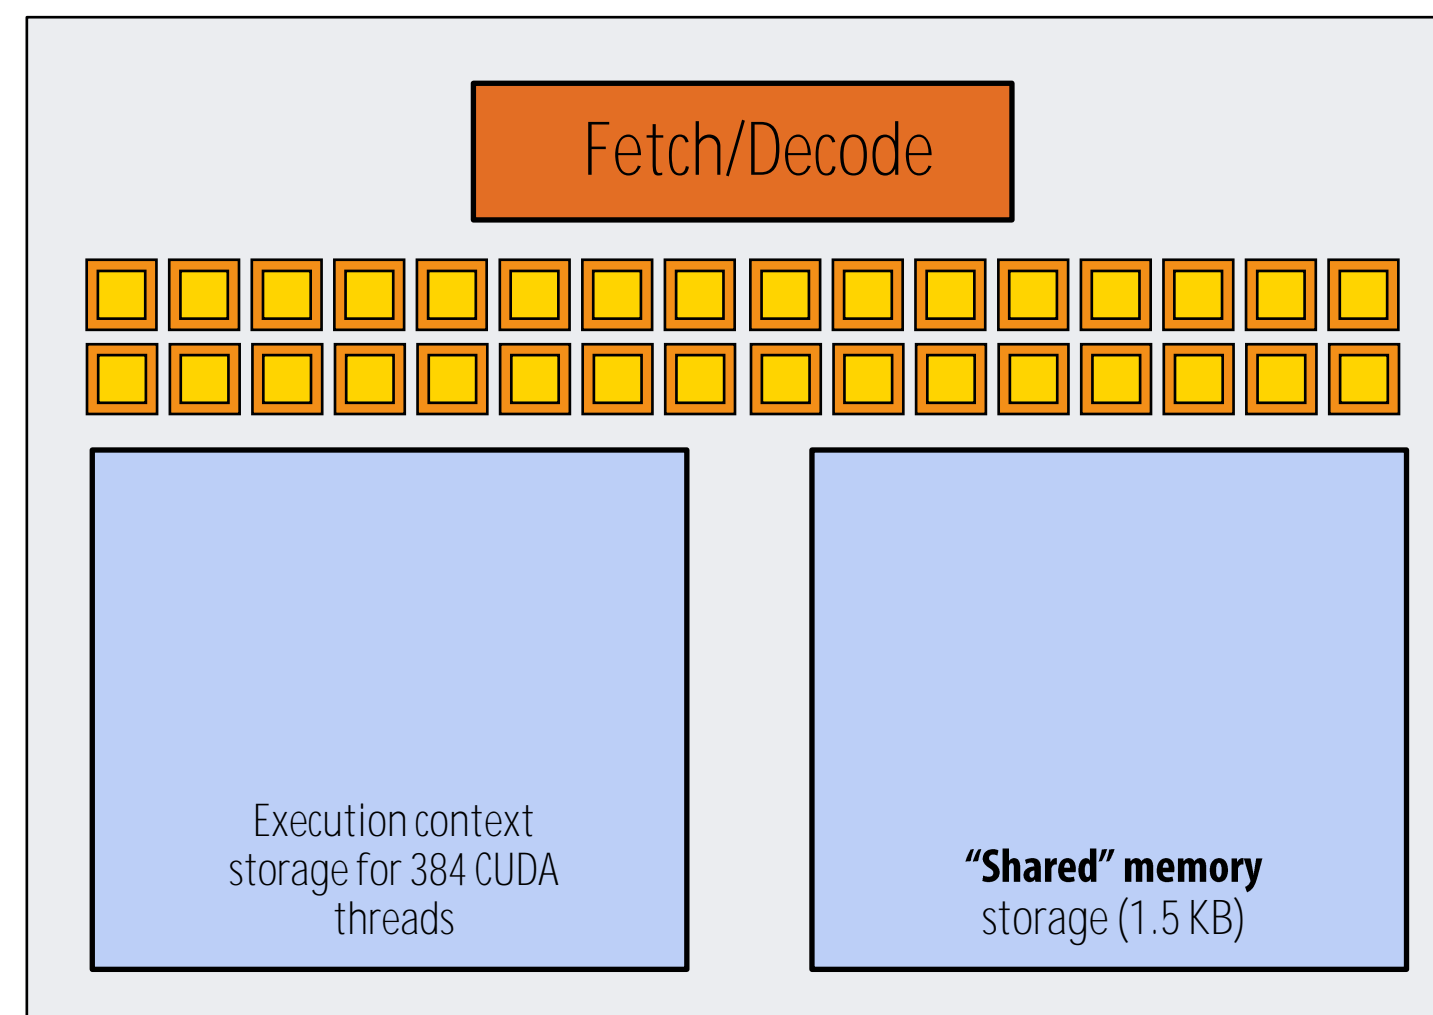 Fetch/Decode
Execution context
storage for 384 CUDA
threads
“Shared” memory
storage (1.5 KB)